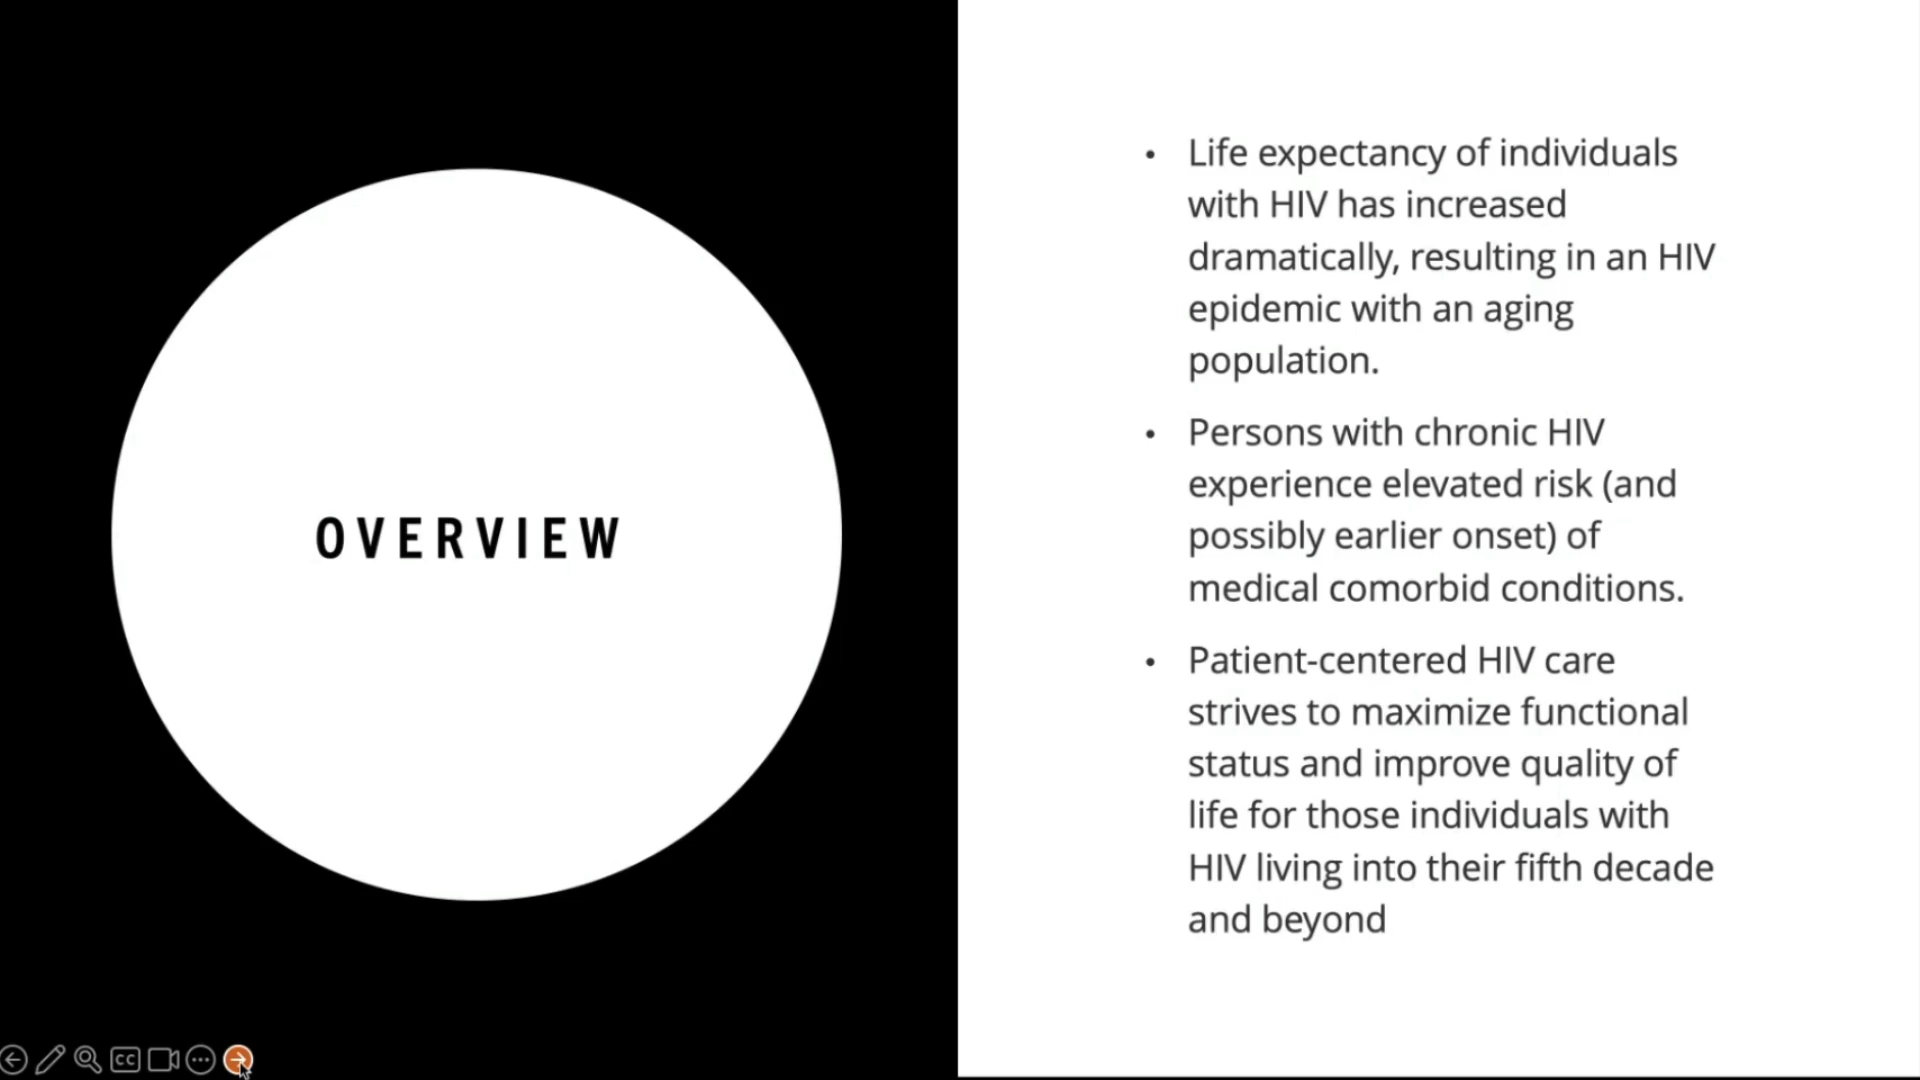 OVERVIEW
• Life expectancy of individuals
with HIV has increased
dramatically, resulting in an HIV
epidemic with an aging
population.
• Persons with chronic HIV
experience elevated risk (and
possibly earlier onset) of
medical comorbid conditions.
• Patient-centered HIV care
strives to maximize functional
status and improve quality of
life for those individuals with
HIV living into their fifth decade
and beyond
CC